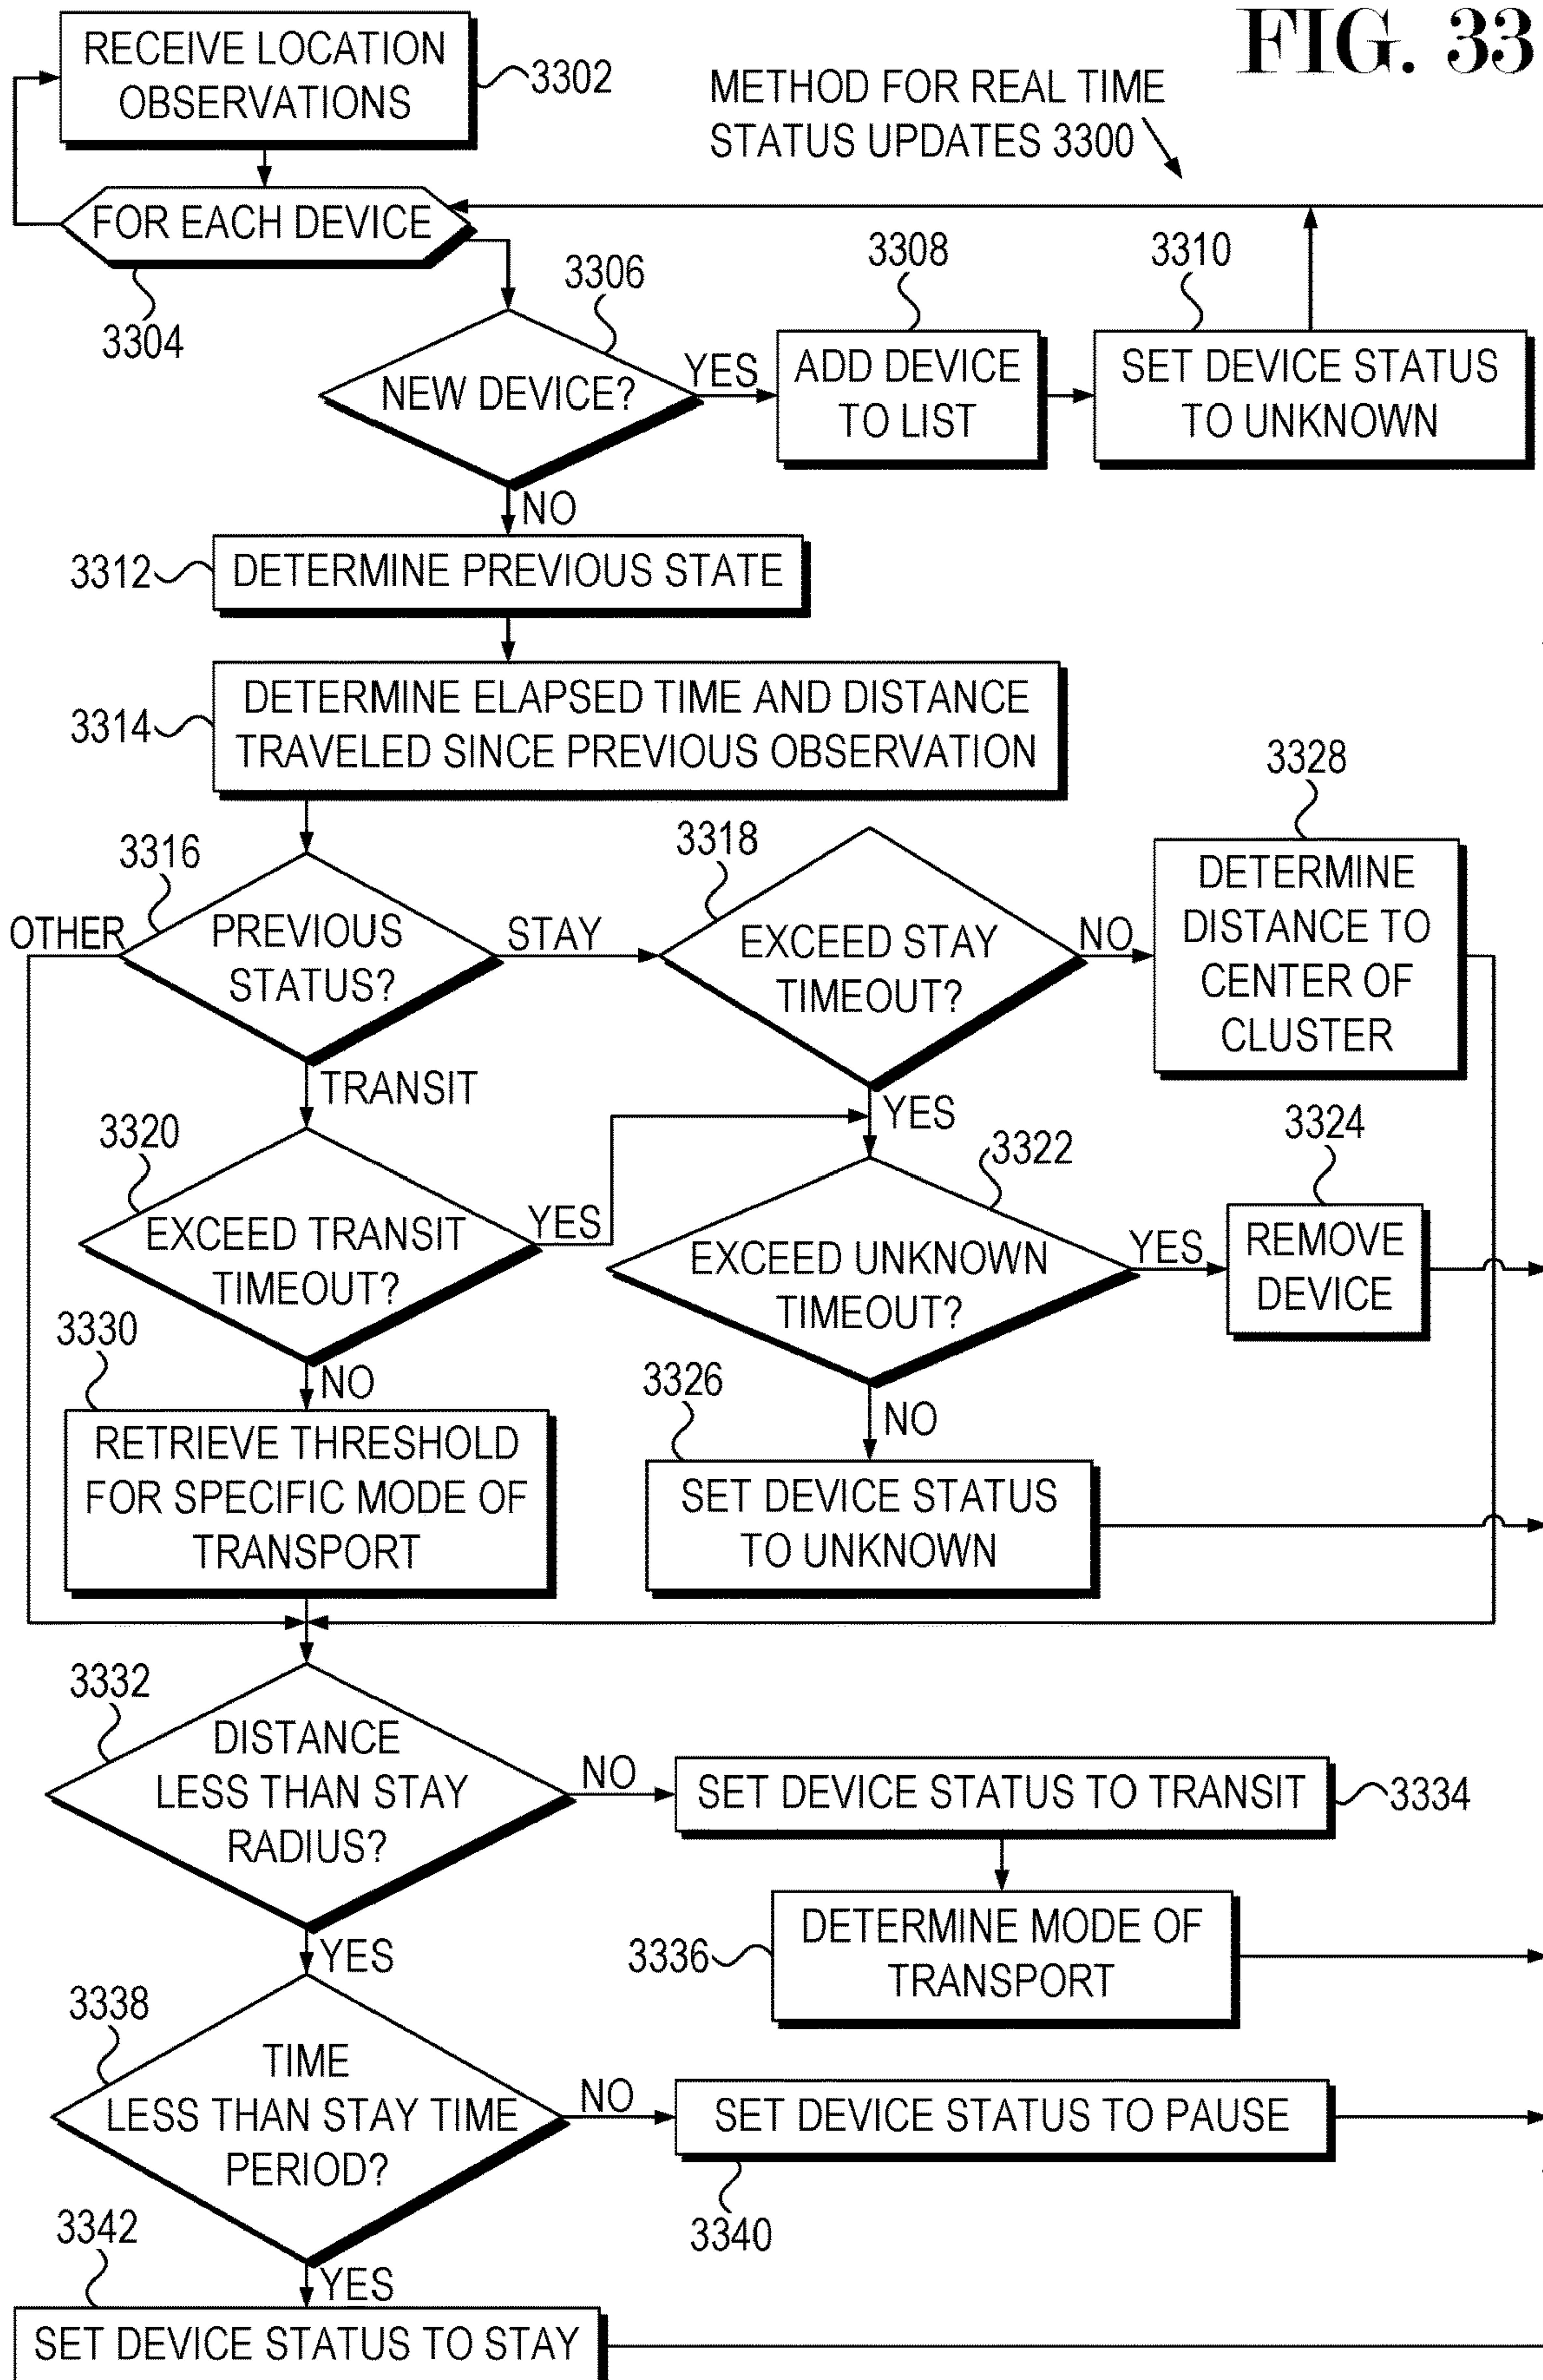 FIG. 33
RECEIVE LOCATION
OBSERVATIONS
3302
METHOD FOR REAL TIME
STATUS UPDATES 3300
FOR EACH DEVICE
3304
3306
3308
3310
NEW DEVICE?
YES
ADD DEVICE
TO LIST
SET DEVICE STATUS
TO UNKNOWN
NO
3312
DETERMINE PREVIOUS STATE
3314
DETERMINE ELAPSED TIME AND DISTANCE
TRAVELED SINCE PREVIOUS OBSERVATION
3316
3318
3328
OTHER
PREVIOUS
STATUS?
STAY
EXCEED STAY
TIMEOUT?
NO
DETERMINE
DISTANCE TO
CENTER OF
CLUSTER
TRANSIT
YES
3320
3322
3324
EXCEED TRANSIT
TIMEOUT?
YES
EXCEED UNKNOWN
TIMEOUT?
YES
REMOVE
DEVICE
3330
NO
3326
NO
RETRIEVE THRESHOLD
FOR SPECIFIC MODE OF
TRANSPORT
SET DEVICE STATUS
TO UNKNOWN
3332
DISTANCE
LESS THAN STAY
RADIUS?
NO
SET DEVICE STATUS TO TRANSIT
3334
YES
3336
DETERMINE MODE OF
TRANSPORT
3338
TIME
LESS THAN STAY TIME
PERIOD?
NO
SET DEVICE STATUS TO PAUSE
3340
3342
YES
SET DEVICE STATUS TO STAY